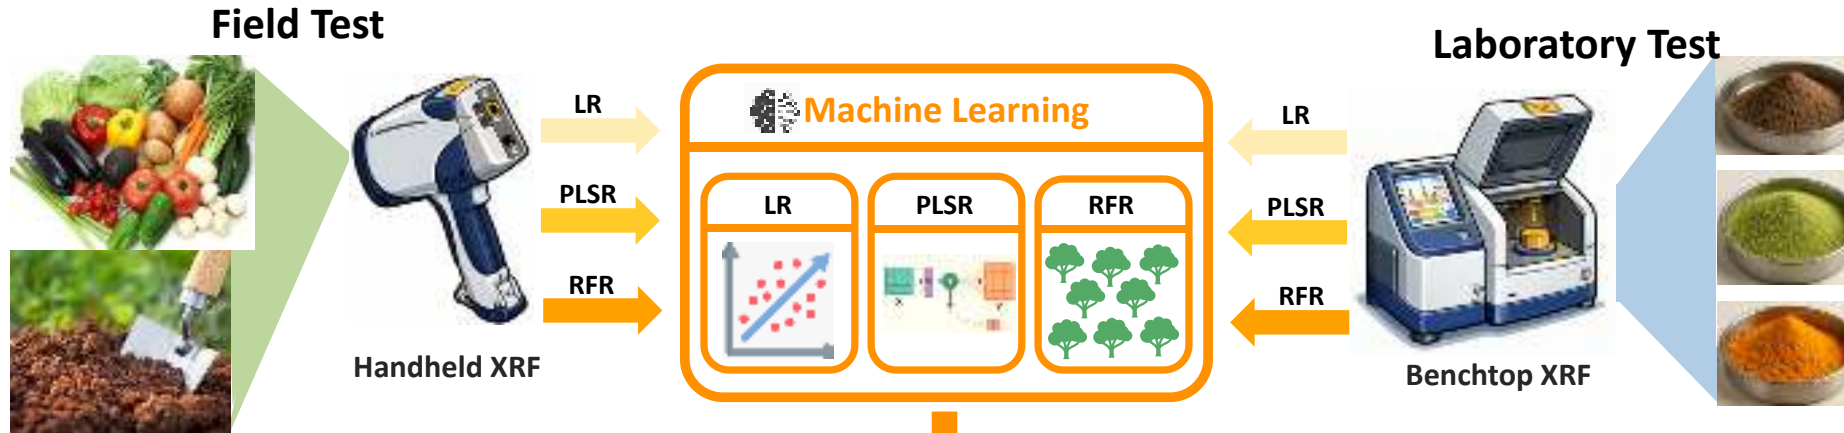 Field Test
Laboratory Test
LR
PLSR
RFR
Handheld XRF
Machine Learning
LR
PLSR
RFR
LR
PLSR
RFR
Benchtop XRF